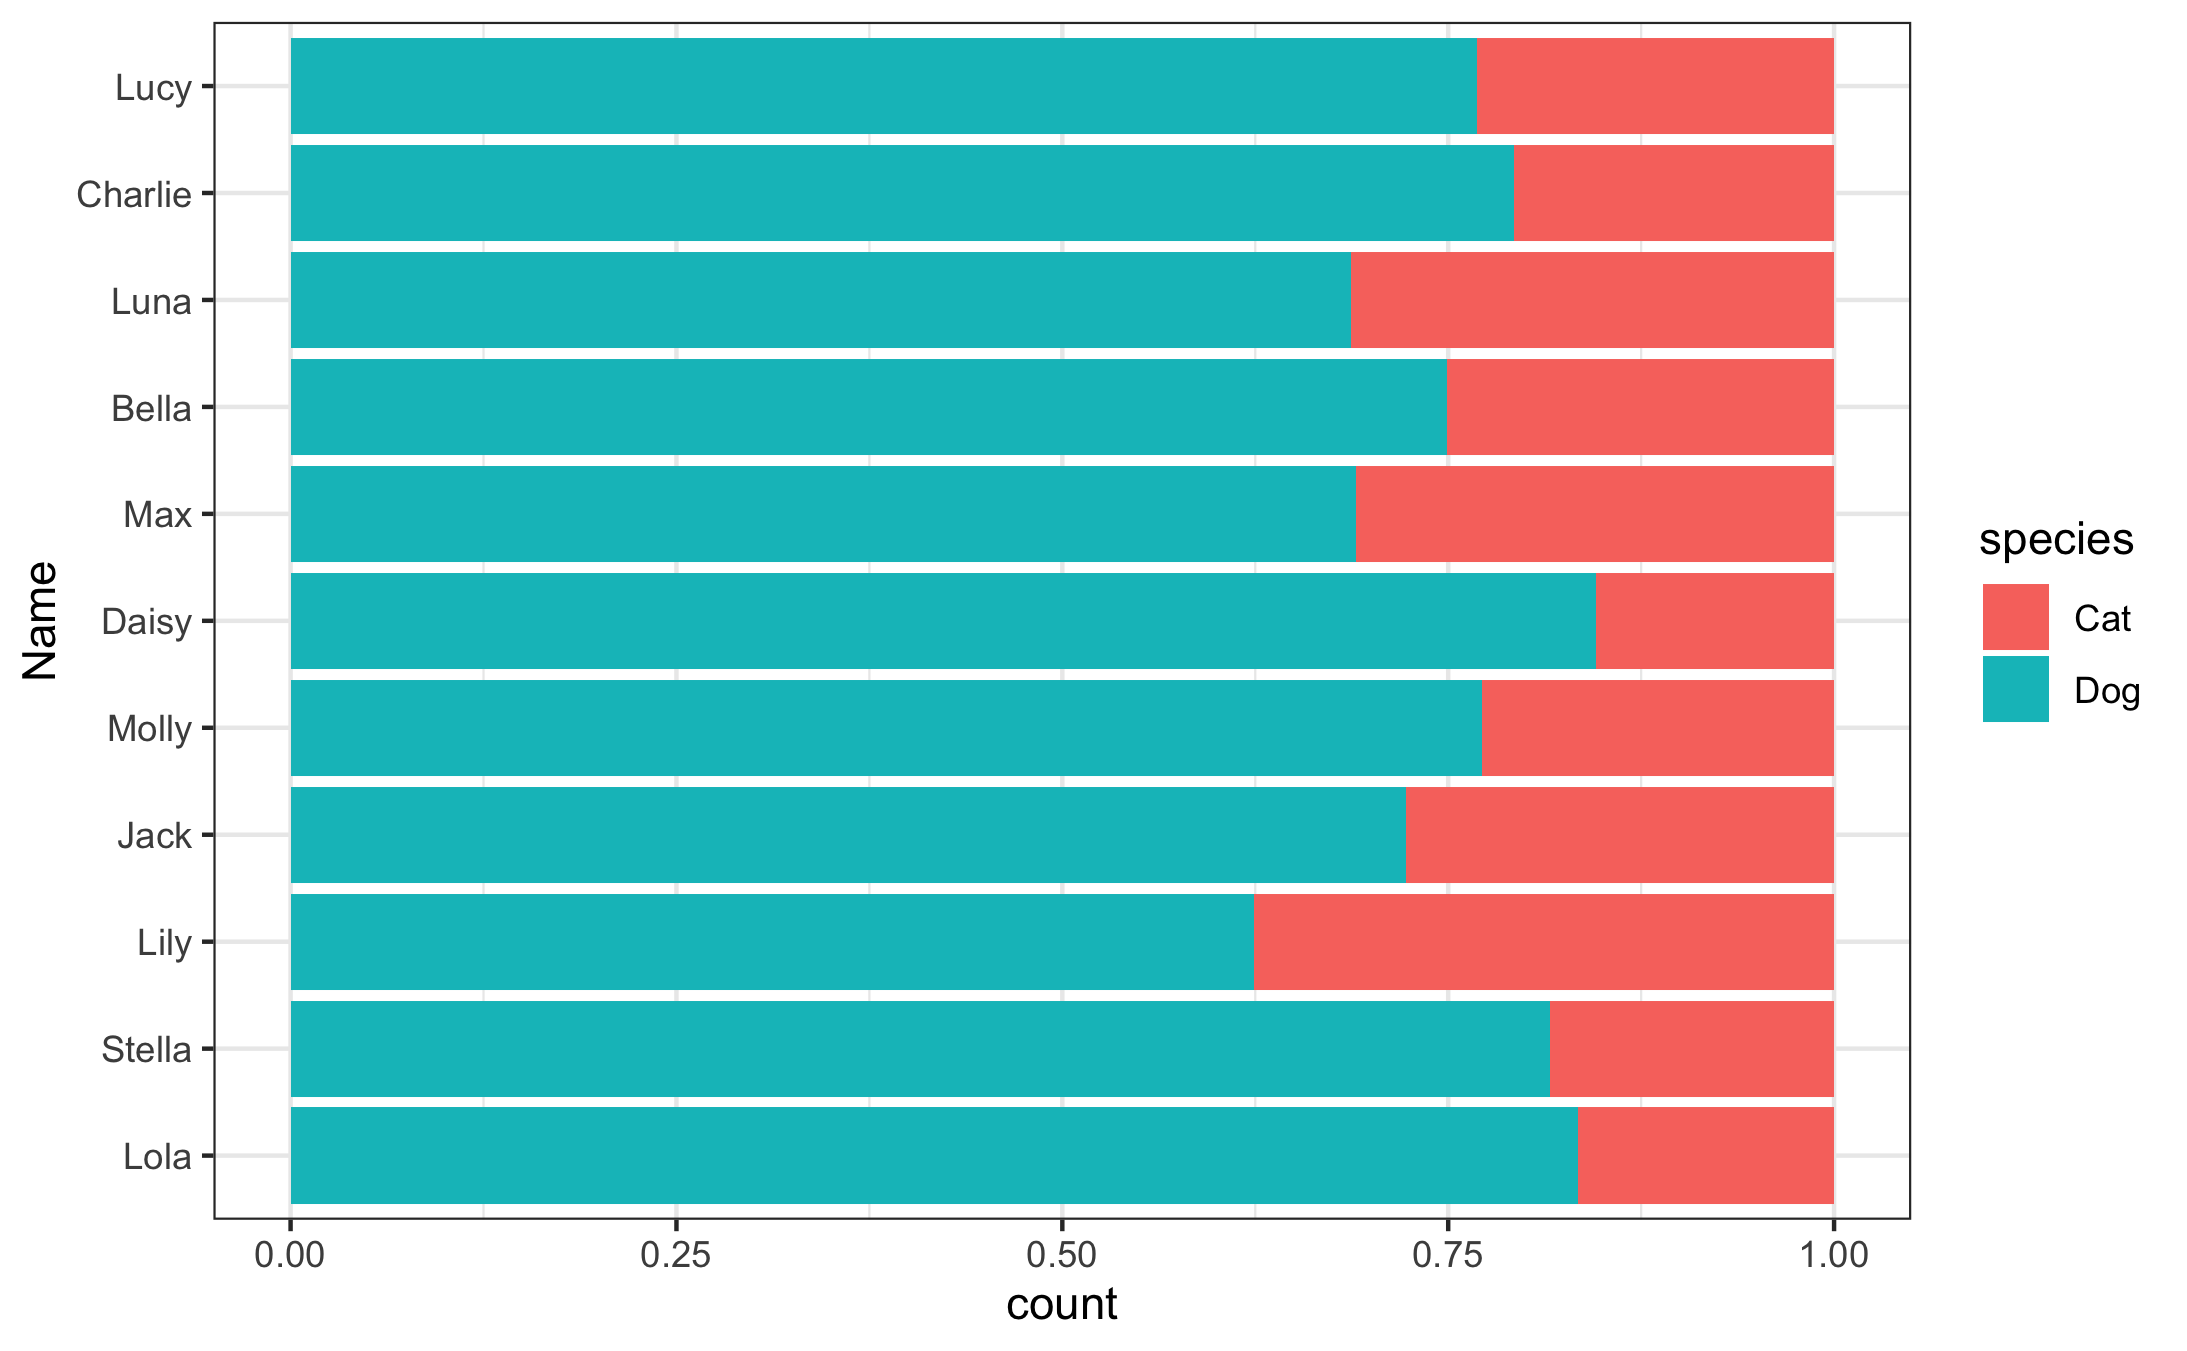 Lucy
Charlie
Luna
Bella
Max
Daisy
Molly
Jack
Lily
Stella
Lola
Name
0.00 0.25 0.50 0.75 1.00
count
species
Cat
Dog